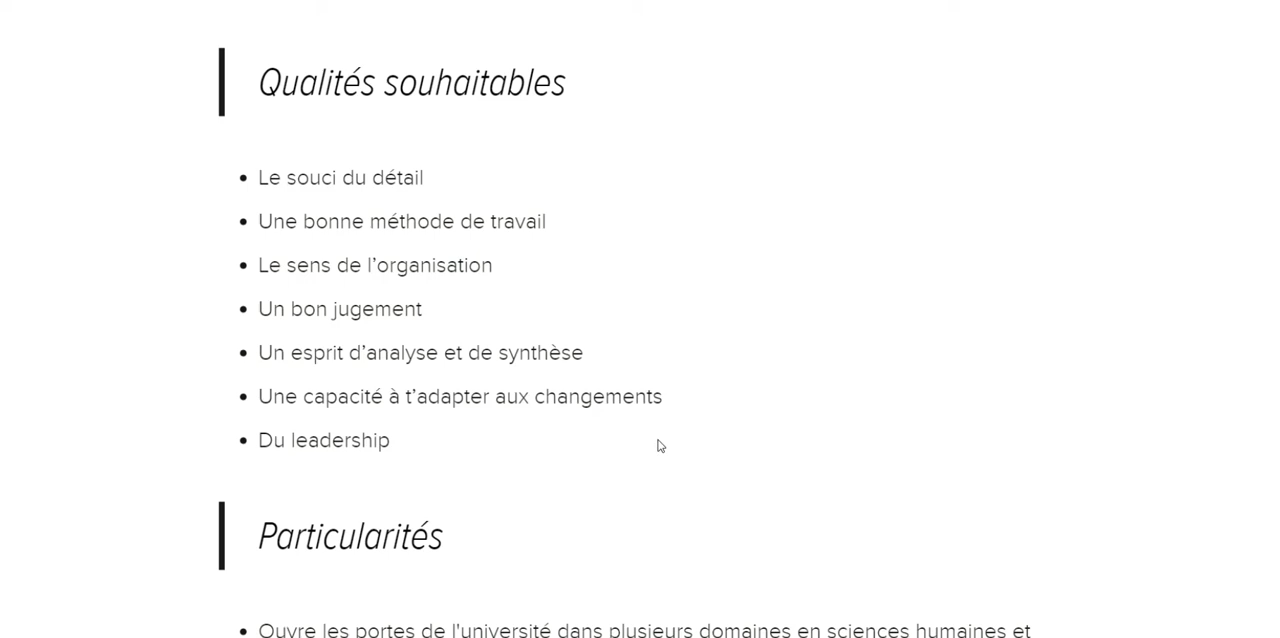 Qualités souhaitables
• Le souci du détail
• Une bonne méthode de travail
• Le sens de l’organisation
• Un bon jugement
• Un esprit d’analyse et de synthèse
• Une capacité à t’adapter aux changements
• Du leadership
Particularités
• Ouvre les portes de l'université dans plusieurs domaines en sciences humaines et